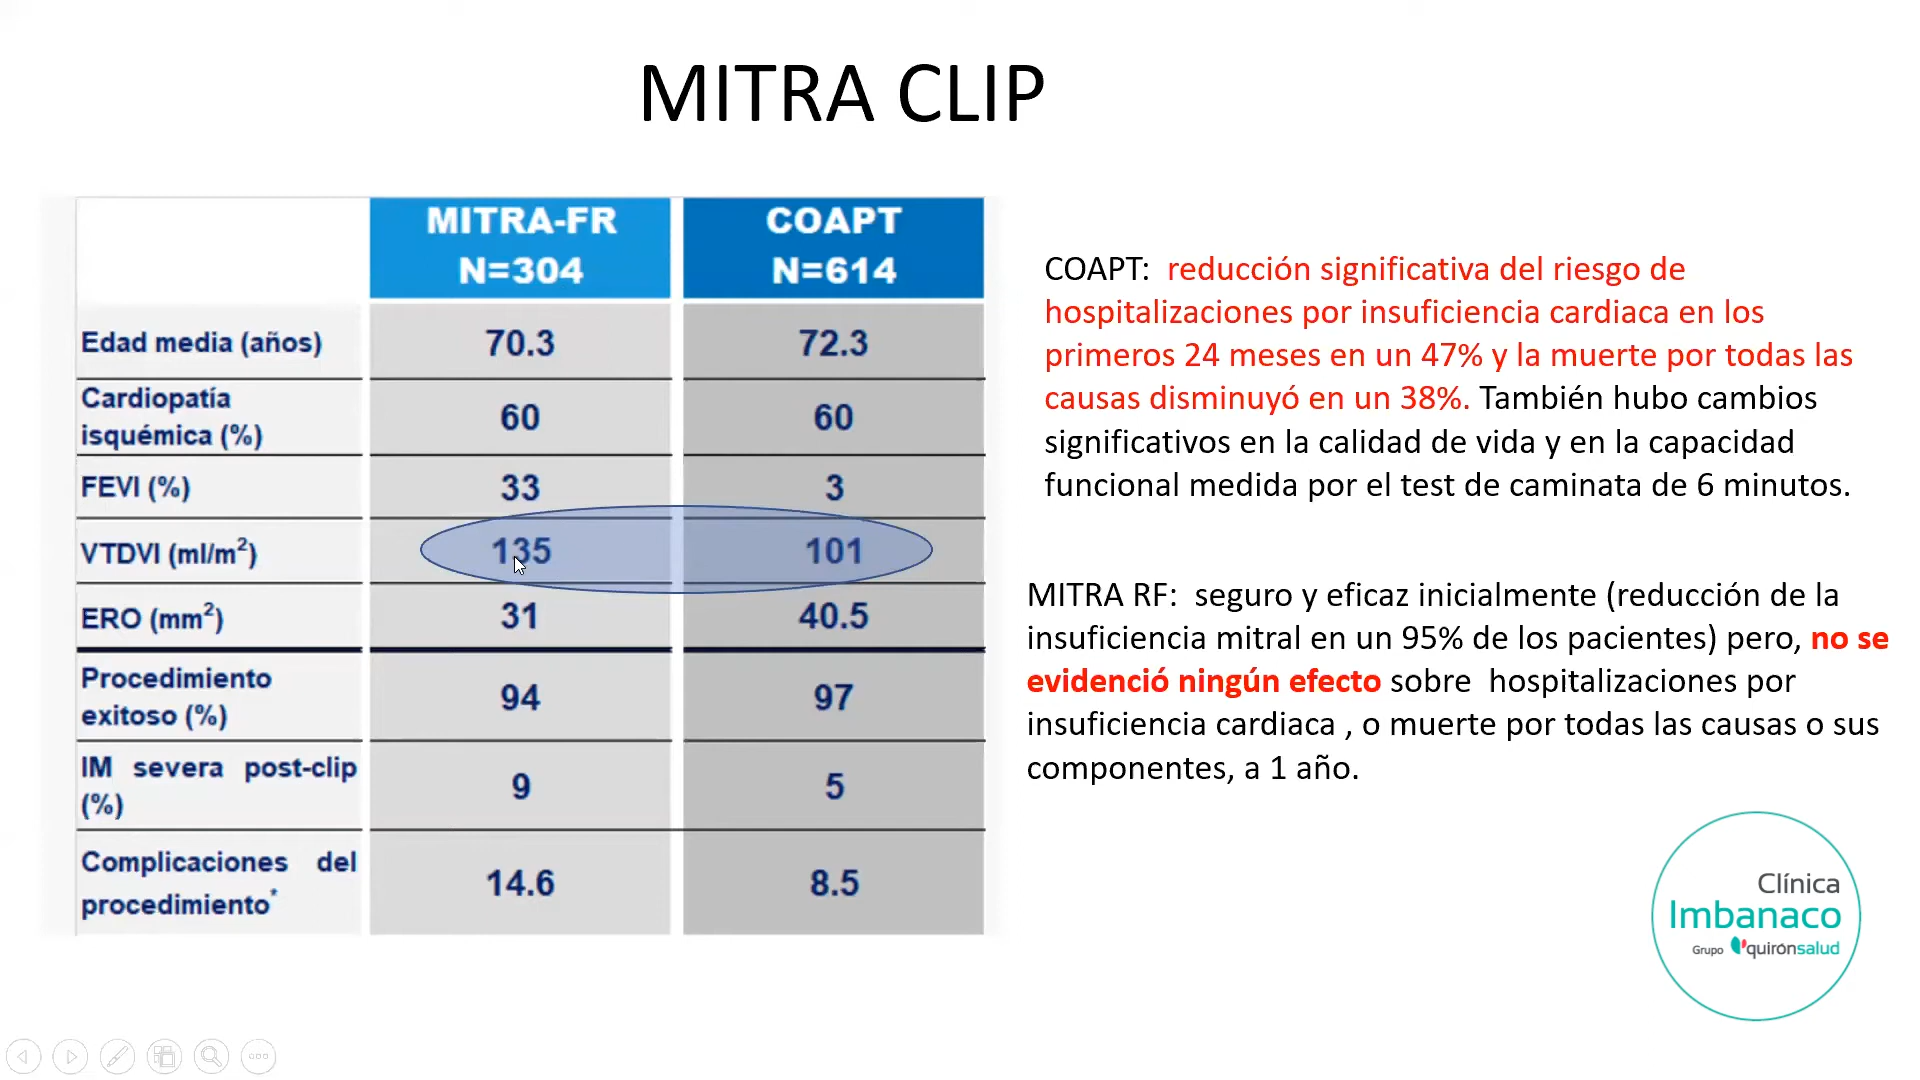 MITRA CLIP
MITRA-FR COAPT
N=304 N=614
Edad media (años) 70.3 72.3
Cardiopatía
isquémica (%) 60 60
FEVI (%) 33 3
VTDVI (ml/m²) 135 101
ERO (mm²) 31 40.5
Procedimiento
exitoso (%) 94 97
IM severa post-clip
(%) 9 5
Complicaciones del
procedimiento* 14.6 8.5
COAPT: reducción significativa del riesgo de
hospitalizaciones por insuficiencia cardiaca en los
primeros 24 meses en un 47% y la muerte por todas las
causas disminuyó en un 38%. También hubo cambios
significativos en la calidad de vida y en la capacidad
funcional medida por el test de caminata de 6 minutos.
MITRA RF: seguro y eficaz inicialmente (reducción de la
insuficiencia mitral en un 95% de los pacientes) pero, no se
evidenció ningún efecto sobre hospitalizaciones por
insuficiencia cardiaca , o muerte por todas las causas o sus
componentes, a 1 año.
Clínica
Imbanaco
Grupo quirónsalud